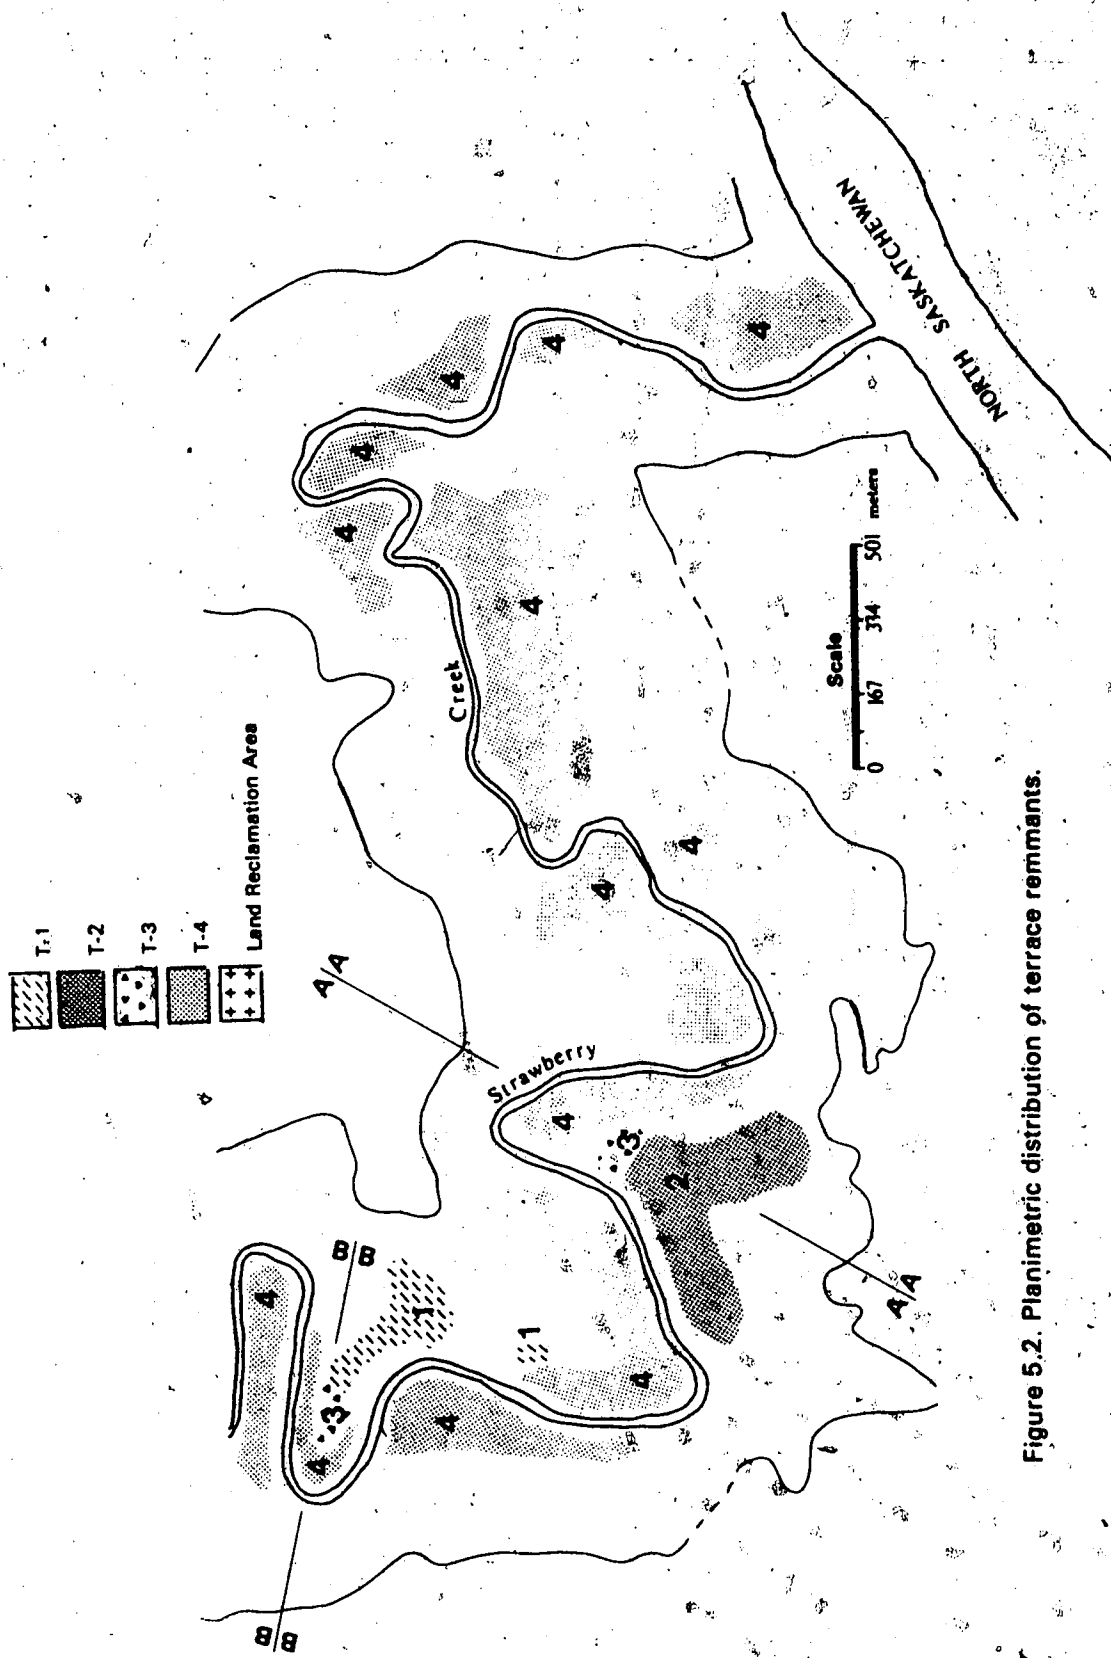 T-1
T-2
T-3
T-4
Land Reclamation Area
B/B
B/B
A/A
A/A
4
4
3
1
1
4
4
2
3
4
4
4
4
4
4
4
4
4
Strawberry
Creek
NORTH SASKATCHEWAN
Scale
0 167 334 501 meters
Figure 5.2. Planimetric distribution of terrace remmants.